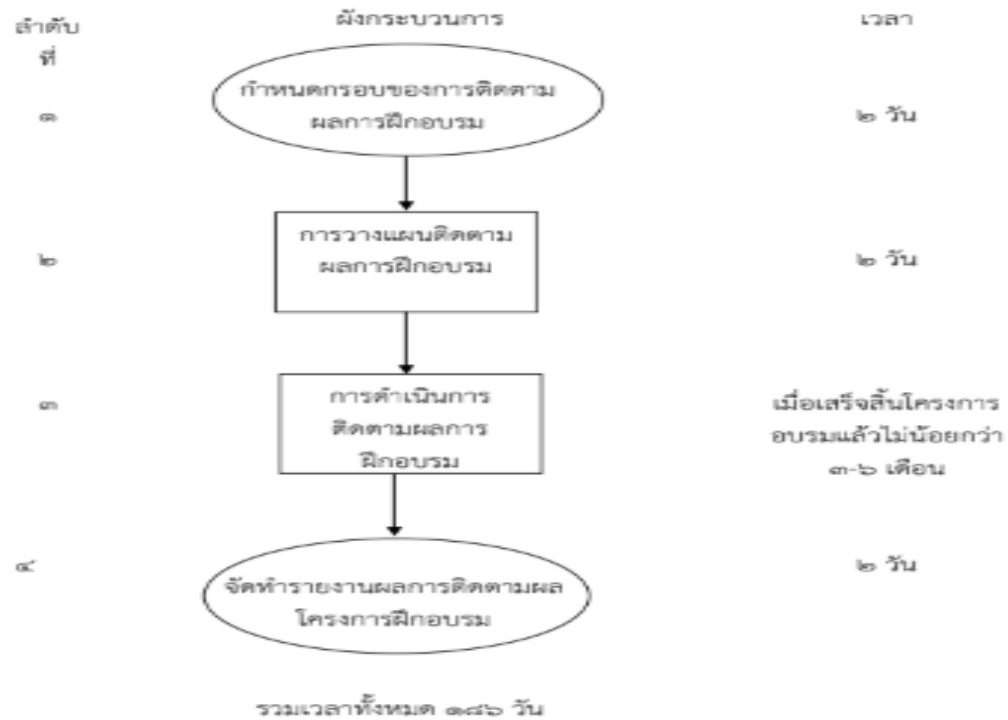 ลำดับ
ที่
ผังกระบวนการ
เวลา
๑
กำหนดกรอบของการติดตาม
ผลการฝึกอบรม
๒ วัน
๒
การวางแผนติดตาม
ผลการฝึกอบรม
๒ วัน
๓
การดำเนินการ
ติดตามผลการ
ฝึกอบรม
เมื่อเสร็จสิ้นโครงการ
อบรมแล้วไม่น้อยกว่า
๓-๖ เดือน
๔
จัดทำรายงานผลการติดตามผล
โครงการฝึกอบรม
๒ วัน
รวมเวลาทั้งหมด ๑๘๖ วัน